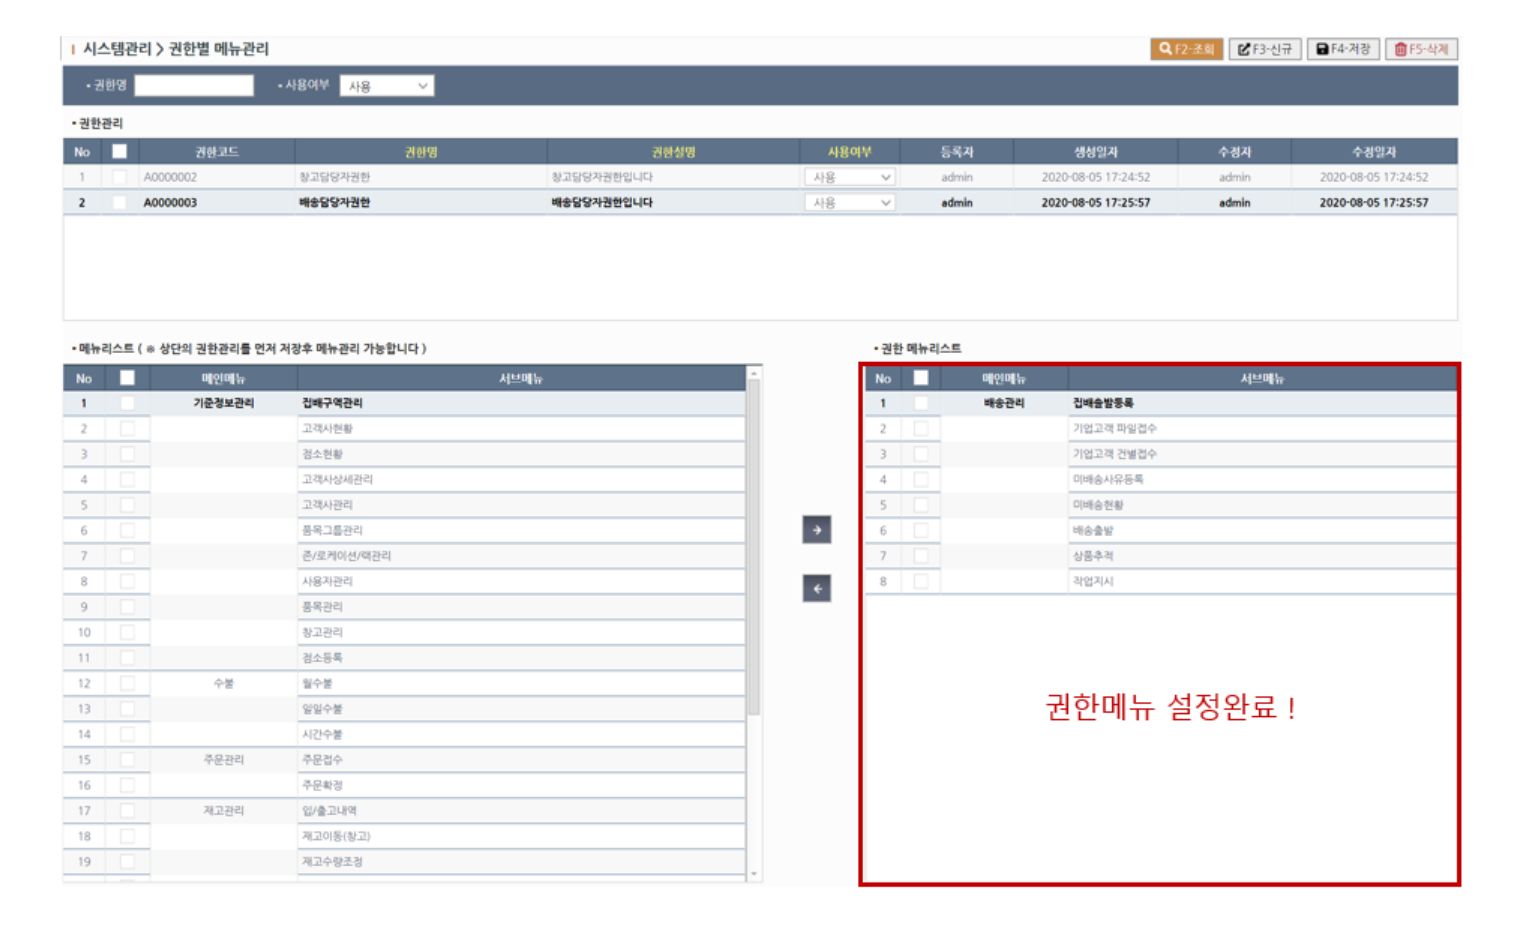 시스템관리 > 권한별 메뉴관리 F2-조회 F3-신규 F4-저장 F5-삭제
• 권한명 • 사용여부 사용
• 권한관리
No 권한코드 권한명 권한설명 사용여부 등록자 생성일자 수정자 수정일자
1 A0000002 창고담당자권한 창고담당자권한입니다 사용 admin 2020-08-05 17:24:52 admin 2020-08-05 17:24:52
2 A0000003 배송담당자권한 배송담당자권한입니다 사용 admin 2020-08-05 17:25:57 admin 2020-08-05 17:25:57
• 메뉴리스트 ( ※ 상단의 권한관리를 먼저 저장후 메뉴관리 가능합니다 )
No 메인메뉴 서브메뉴
1 기준정보관리 집배구역관리
2 고객사현황
3 점소현황
4 고객사상세관리
5 고객사관리
6 품목그룹관리
7 존/로케이션/랙관리
8 사용자관리
9 품목관리
10 창고관리
11 점소등록
12 수불 월수불
13 일일수불
14 시간수불
15 주문관리 주문접수
16 주문확정
17 재고관리 입/출고내역
18 재고이동(창고)
19 재고수량조정
• 권한 메뉴리스트
No 메인메뉴 서브메뉴
1 배송관리 집배출발등록
2 기업고객 파일접수
3 기업고객 건별접수
4 미배송사유등록
5 미배송현황
6 배송출발
7 상품추적
8 작업지시
권한메뉴 설정완료 !